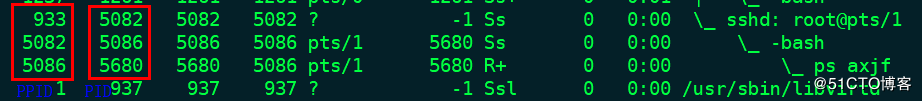 933 5082 5082 5082 ? -1 Ss 0 0:00 \_ sshd: root@pts/1
5082 5086 5086 5086 pts/1 5680 Ss 0 0:00 \_ -bash
5086 5680 5680 5086 pts/1 5680 R+ 0 0:00 \_ ps axjf
PPID 1 PID 937 937 937 ? -1 Ssl 0 0:00 /usr/sbin/libvirtd
@51CTO博客